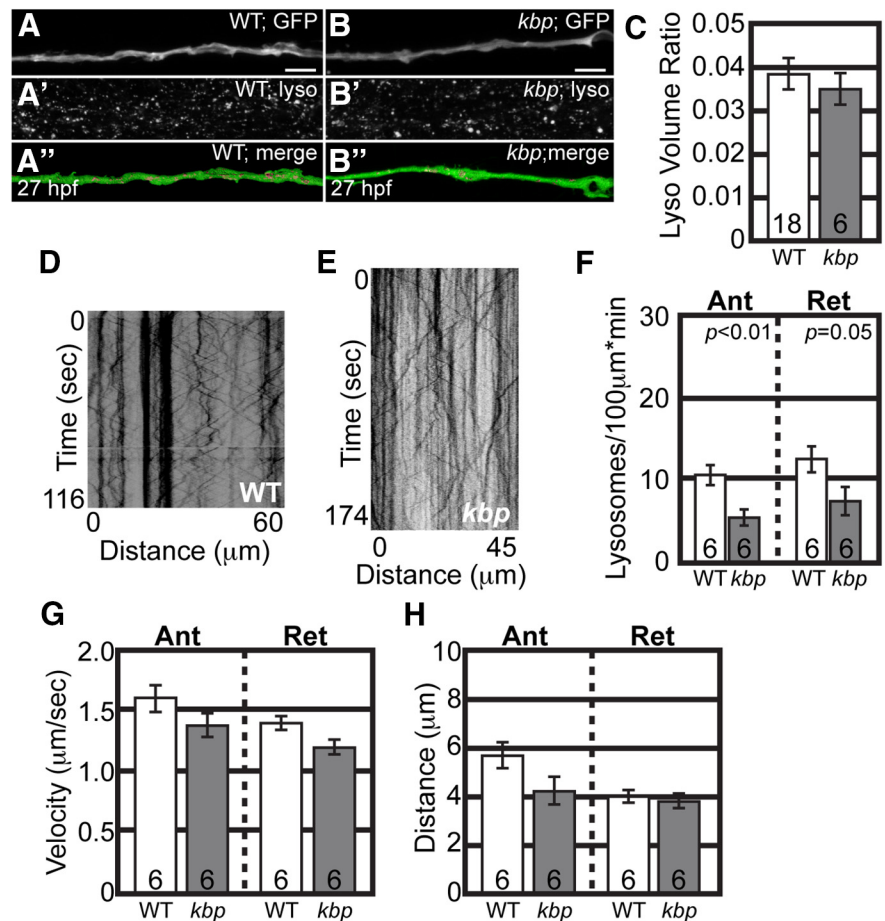 A
WT; GFP
B
kbp; GFP
A'
WT; lyso
B'
kbp; lyso
A''
WT; merge
27 hpf
B''
kbp;merge
27 hpf
C
Lyso Volume Ratio
0.05
0.04
0.03
0.02
0.01
0
18
6
WT
kbp
D
Time (sec)
0
116
WT
0
60
Distance (μm)
E
Time (sec)
0
174
kbp
0
45
Distance (μm)
F
Ant
Ret
Lysosomes/100μm*min
30
20
10
0
p<0.01
p=0.05
6
6
6
6
WT kbp
WT kbp
G
Ant
Ret
Velocity (μm/sec)
2.0
1.5
1.0
0.5
0
6
6
6
6
WT
kbp
WT
kbp
H
Ant
Ret
Distance (μm)
10
8
6
4
2
0
6
6
6
6
WT
kbp
WT
kbp